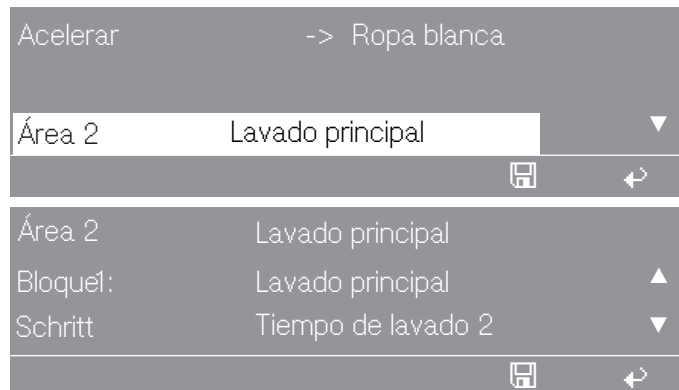 Acelerar -> Ropa blanca
Área 2 Lavado principal
Área 2 Lavado principal
Bloque1: Lavado principal
Schritt Tiempo de lavado 2